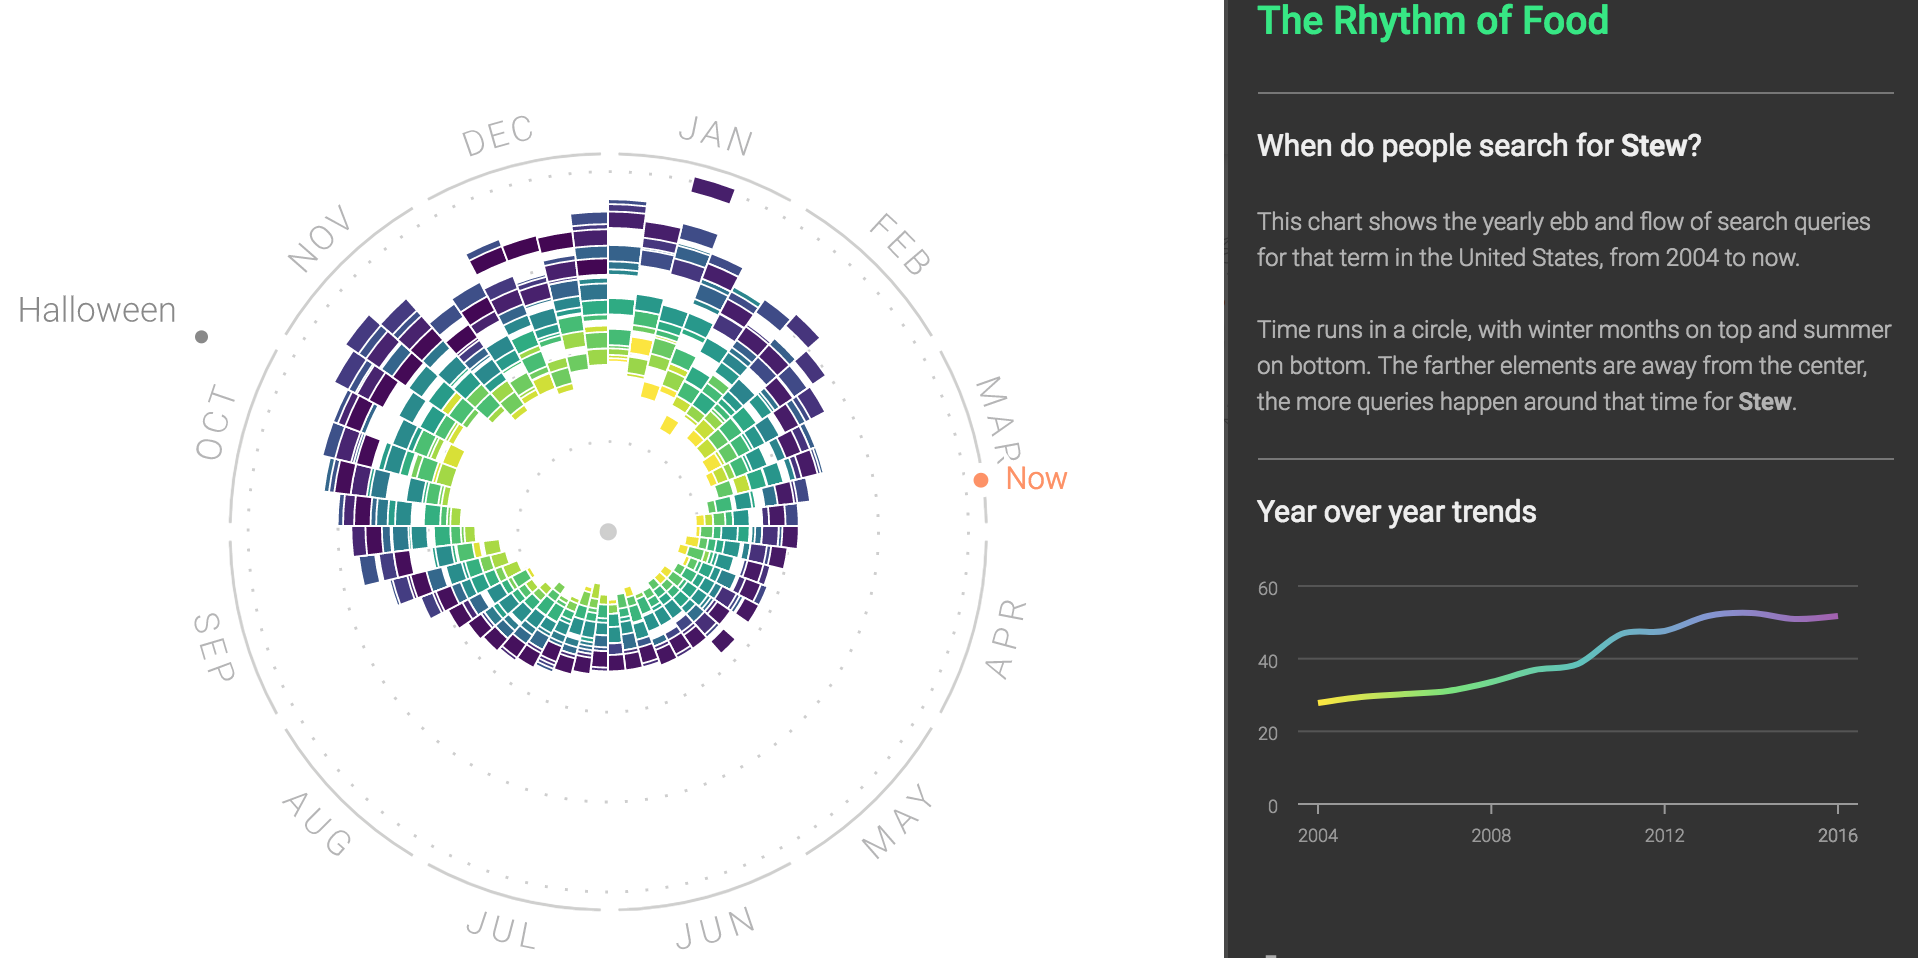 The Rhythm of Food
When do people search for Stew?
This chart shows the yearly ebb and flow of search queries
for that term in the United States, from 2004 to now.
Time runs in a circle, with winter months on top and summer
on bottom. The farther elements are away from the center,
the more queries happen around that time for Stew.
Year over year trends
60
40
20
0
2004 2008 2012 2016
JAN
FEB
MAR
Now
APR
MAY
JUN
JUL
AUG
SEP
OCT
Halloween
NOV
DEC